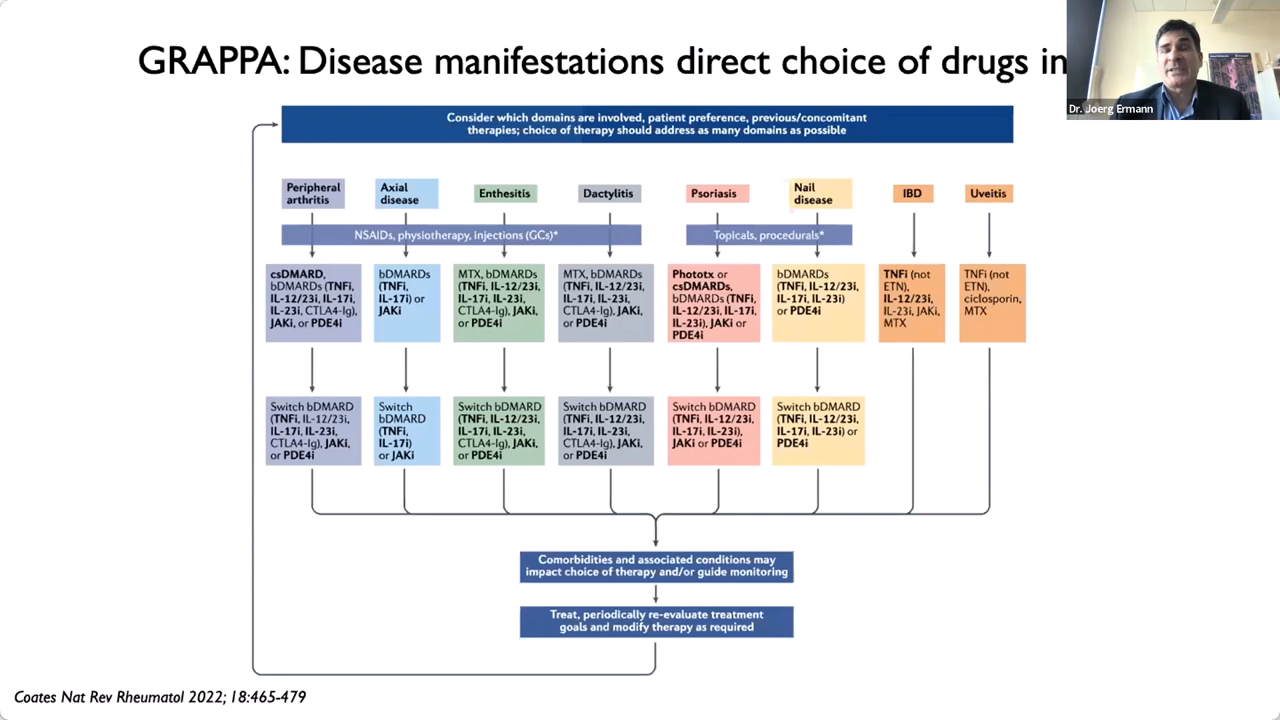 GRAPPA: Disease manifestations direct choice of drugs in
Dr. Joerg Ermann
Consider which domains are involved, patient preference, previous/concomitant
therapies; choice of therapy should address as many domains as possible
Peripheral
arthritis
Axial
disease
Enthesitis
Dactylitis
Psoriasis
Nail
disease
IBD
Uveitis
NSAIDs, physiotherapy, injections (GCs)*
Topicals, procedurals*
csDMARD,
bDMARDs (TNFi,
IL-12/23i, IL-17i,
IL-23i, CTLA4-Ig),
JAKi, or PDE4i
bDMARDs
(TNFi,
IL-17i) or
JAKi
MTX, bDMARDs
(TNFi, IL-12/23i,
IL-17i, IL-23i,
CTLA4-Ig), JAKi,
or PDE4i
MTX, bDMARDs
(TNFi, IL-12/23i,
IL-17i, IL-23i,
CTLA4-Ig), JAKi,
or PDE4i
Phototx or
csDMARDs,
bDMARDs (TNFi,
IL-12/23i, IL-17i,
IL-23i), JAKi or
PDE4i
bDMARDs
(TNFi, IL-12/23i,
IL-17i, IL-23i)
or PDE4i
TNFi (not
ETN),
IL-12/23i,
IL-23i, JAKi,
MTX
TNFi (not
ETN),
ciclosporin,
MTX
Switch bDMARD
(TNFi, IL-12/23i,
IL-17i, IL-23i,
CTLA4-Ig), JAKi,
or PDE4i
Switch
bDMARD
(TNFi,
IL-17i)
or JAKi
Switch bDMARD
(TNFi, IL-12/23i,
IL-17i, IL-23i,
CTLA4-Ig), JAKi,
or PDE4i
Switch bDMARD
(TNFi, IL-12/23i,
IL-17i, IL-23i,
CTLA4-Ig), JAKi,
or PDE4i
Switch bDMARD
(TNFi, IL-12/23i,
IL-17i, IL-23i),
JAKi or PDE4i
Switch bDMARD
(TNFi, IL-12/23i,
IL-17i, IL-23i) or
PDE4i
Comorbidities and associated conditions may
impact choice of therapy and/or guide monitoring
Treat, periodically re-evaluate treatment
goals and modify therapy as required
Coates Nat Rev Rheumatol 2022; 18:465-479